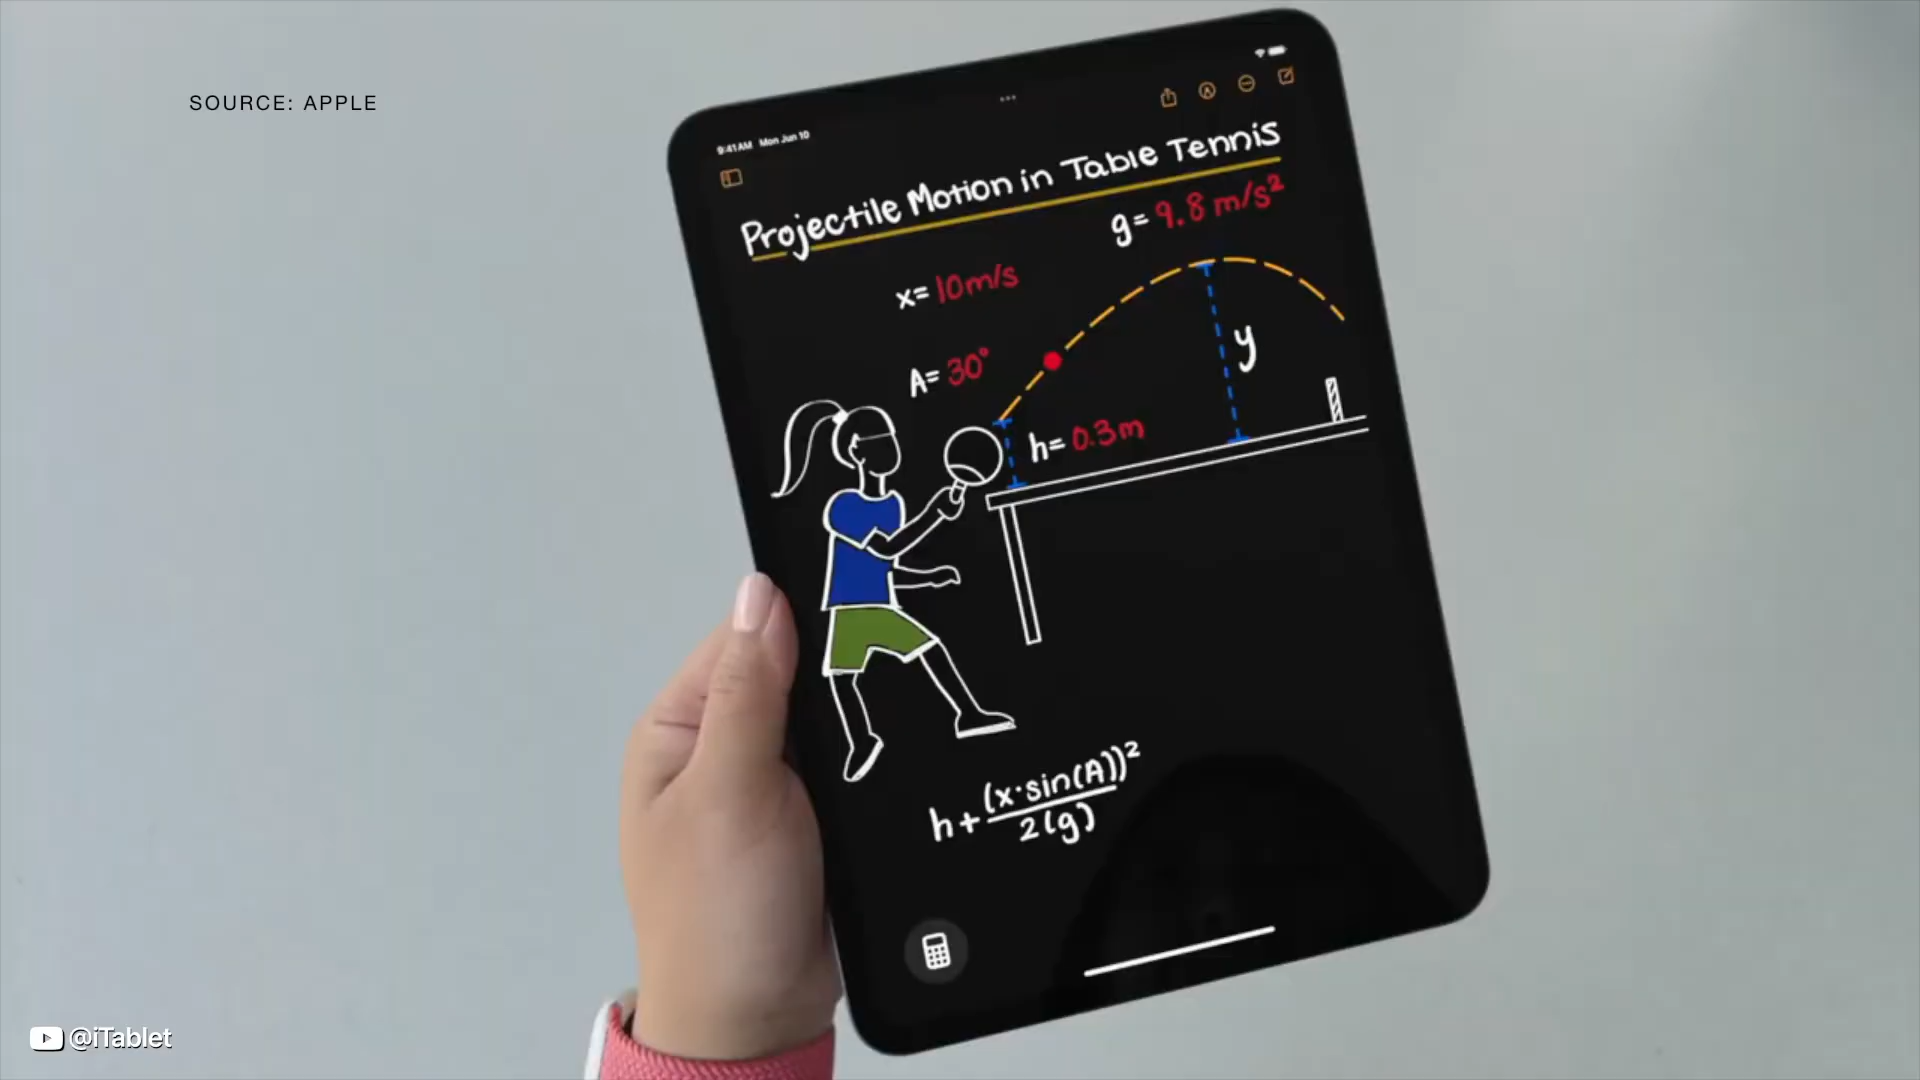 SOURCE: APPLE
9:41 AM Mon Jun 10
Projectile Motion in Table Tennis
g= 9.8 m/s²
x= 10m/s
A= 30°
y
h= 0.3m
h + (x·sin(A))²
2(g)
@iTablet